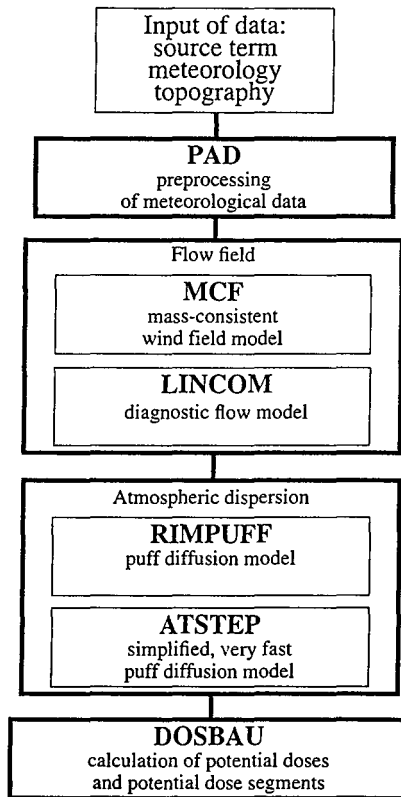 Input of data:
source term
meteorology
topography
PAD
preprocessing
of meteorological data
Flow field
MCF
mass-consistent
wind field model
LINCOM
diagnostic flow model
Atmospheric dispersion
RIMPUFF
puff diffusion model
ATSTEP
simplified, very fast
puff diffusion model
DOSBAU
calculation of potential doses
and potential dose segments